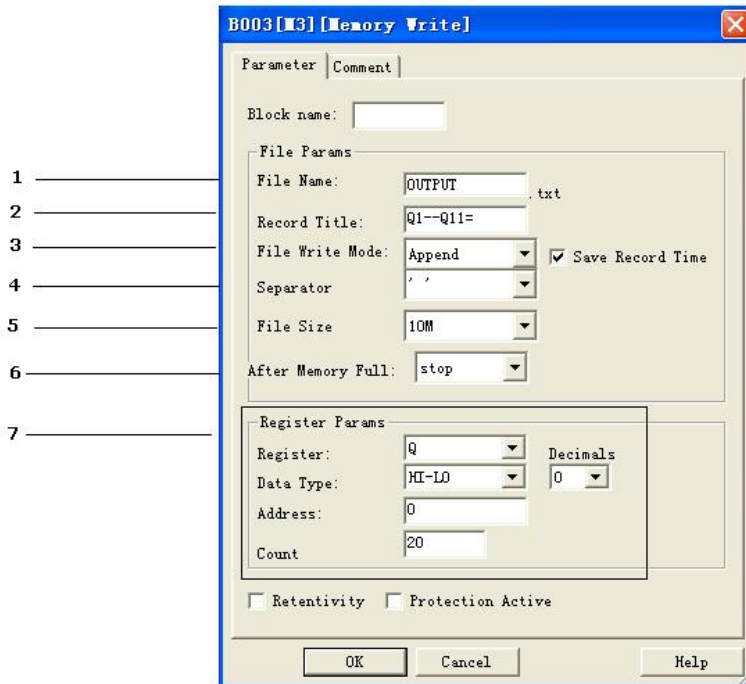 B003[M3][Memory Write]
Parameter Comment
Block name:
File Params
1 File Name: OUTPUT .txt
2 Record Title: Q1--Q11=
3 File Write Mode: Append Save Record Time
4 Separator ' '
5 File Size 10M
6 After Memory Full: stop
7 Register Params
Register: Q Decimals
Data Type: HI-LO 0
Address: 0
Count 20
Retentivity Protection Active
OK Cancel Help